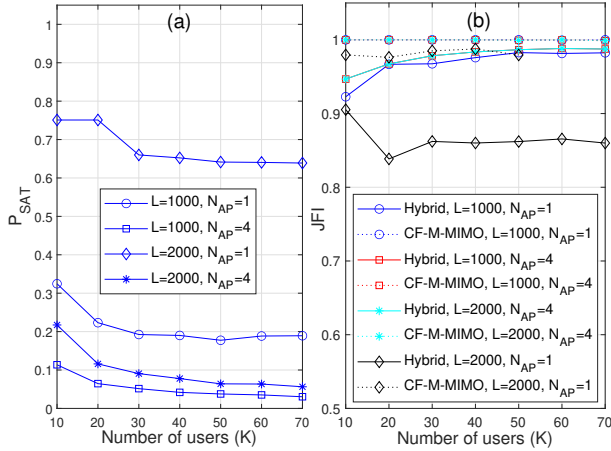 (a)
1
0.9
0.8
0.7
0.6
0.5
0.4
0.3
0.2
0.1
0
P_SAT
L=1000, N_AP=1
L=1000, N_AP=4
L=2000, N_AP=1
L=2000, N_AP=4
10 20 30 40 50 60 70
Number of users (K)
(b)
1
0.9
0.8
0.7
0.6
0.5
JFI
Hybrid, L=1000, N_AP=1
CF-M-MIMO, L=1000, N_AP=1
Hybrid, L=1000, N_AP=4
CF-M-MIMO, L=1000, N_AP=4
Hybrid, L=2000, N_AP=4
CF-M-MIMO, L=2000, N_AP=4
Hybrid, L=2000, N_AP=1
CF-M-MIMO, L=2000, N_AP=1
10 20 30 40 50 60 70
Number of users (K)